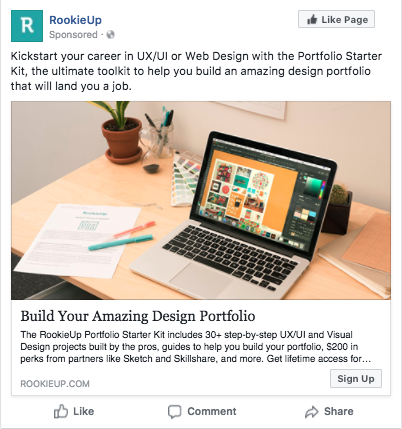 R
RookieUp
Sponsored ·
Like Page
Kickstart your career in UX/UI or Web Design with the Portfolio Starter
Kit, the ultimate toolkit to help you build an amazing design portfolio
that will land you a job.
Build Your Amazing Design Portfolio
The RookieUp Portfolio Starter Kit includes 30+ step-by-step UX/UI and Visual
Design projects built by the pros, guides to help you build your portfolio, $200 in
perks from partners like Sketch and Skillshare, and more. Get lifetime access for...
ROOKIEUP.COM
Sign Up
Like
Comment
Share